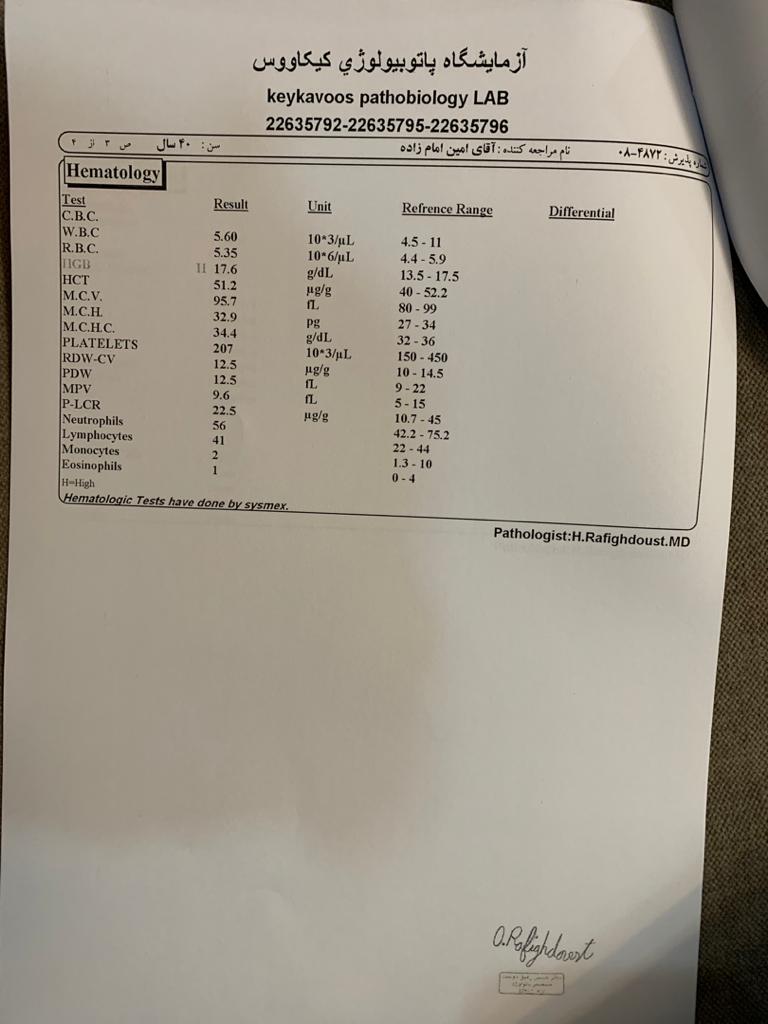 آزمايشگاه پاتوبيولوژي کيکاووس
keykavoos pathobiology LAB
22635792-22635795-22635796
شماره پذیرش: ۴۸۷۲-۰۸ نام مراجعه کننده: آقای امین امام زاده سن: ۴۰ سال ص ۳ از ۴
Hematology
Test Result Unit Refrence Range Differential
C.B.C.
W.B.C 5.60 10*3/µL 4.5 - 11
R.B.C. 5.35 10*6/µL 4.4 - 5.9
HGB H 17.6 g/dL 13.5 - 17.5
HCT 51.2 µg/g 40 - 52.2
M.C.V. 95.7 fL 80 - 99
M.C.H. 32.9 pg 27 - 34
M.C.H.C. 34.4 g/dL 32 - 36
PLATELETS 207 10*3/µL 150 - 450
RDW-CV 12.5 µg/g 10 - 14.5
PDW 12.5 fL 9 - 22
MPV 9.6 fL 5 - 15
P-LCR 22.5 µg/g 10.7 - 45
Neutrophils 56 42.2 - 75.2
Lymphocytes 41 22 - 44
Monocytes 2 1.3 - 10
Eosinophils 1 0 - 4
H=High
Hematologic Tests have done by sysmex.
Pathologist:H.Rafighdoust.MD